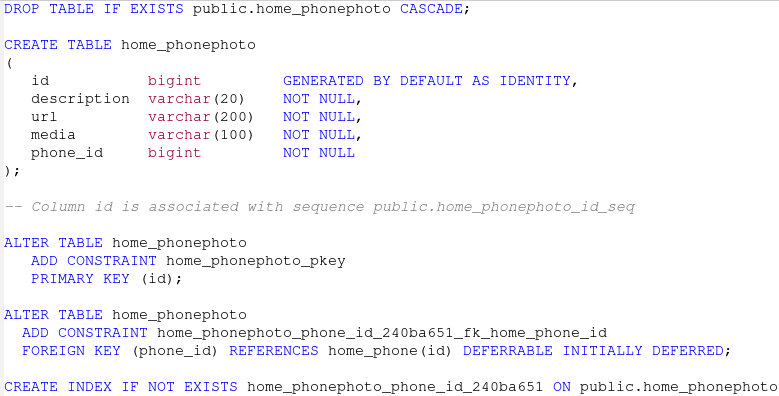 DROP TABLE IF EXISTS public.home_phonephoto CASCADE;
CREATE TABLE home_phonephoto
(
id bigint GENERATED BY DEFAULT AS IDENTITY,
description varchar(20) NOT NULL,
url varchar(200) NOT NULL,
media varchar(100) NOT NULL,
phone_id bigint NOT NULL
);
-- Column id is associated with sequence public.home_phonephoto_id_seq
ALTER TABLE home_phonephoto
ADD CONSTRAINT home_phonephoto_pkey
PRIMARY KEY (id);
ALTER TABLE home_phonephoto
ADD CONSTRAINT home_phonephoto_phone_id_240ba651_fk_home_phone_id
FOREIGN KEY (phone_id) REFERENCES home_phone(id) DEFERRABLE INITIALLY DEFERRED;
CREATE INDEX IF NOT EXISTS home_phonephoto_phone_id_240ba651 ON public.home_phonephoto